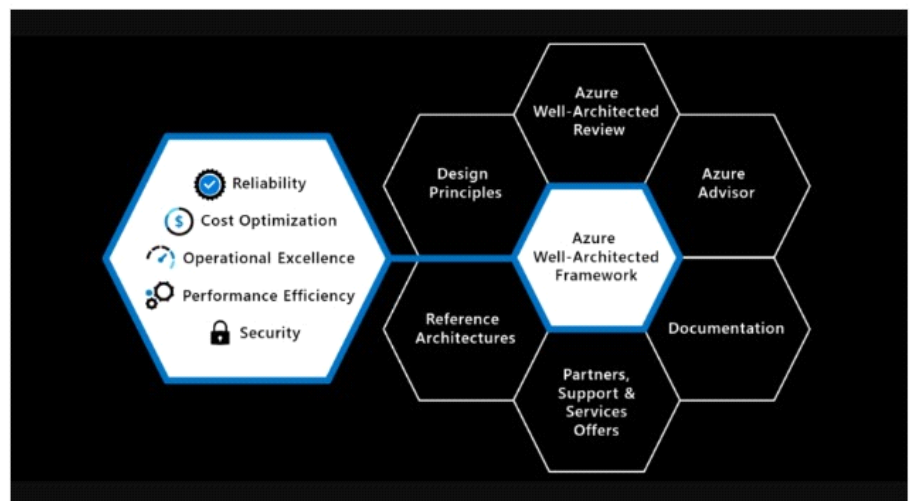 Reliability
Cost Optimization
Operational Excellence
Performance Efficiency
Security
Azure
Well-Architected
Review
Design
Principles
Azure
Advisor
Azure
Well-Architected
Framework
Reference
Architectures
Documentation
Partners,
Support &
Services
Offers